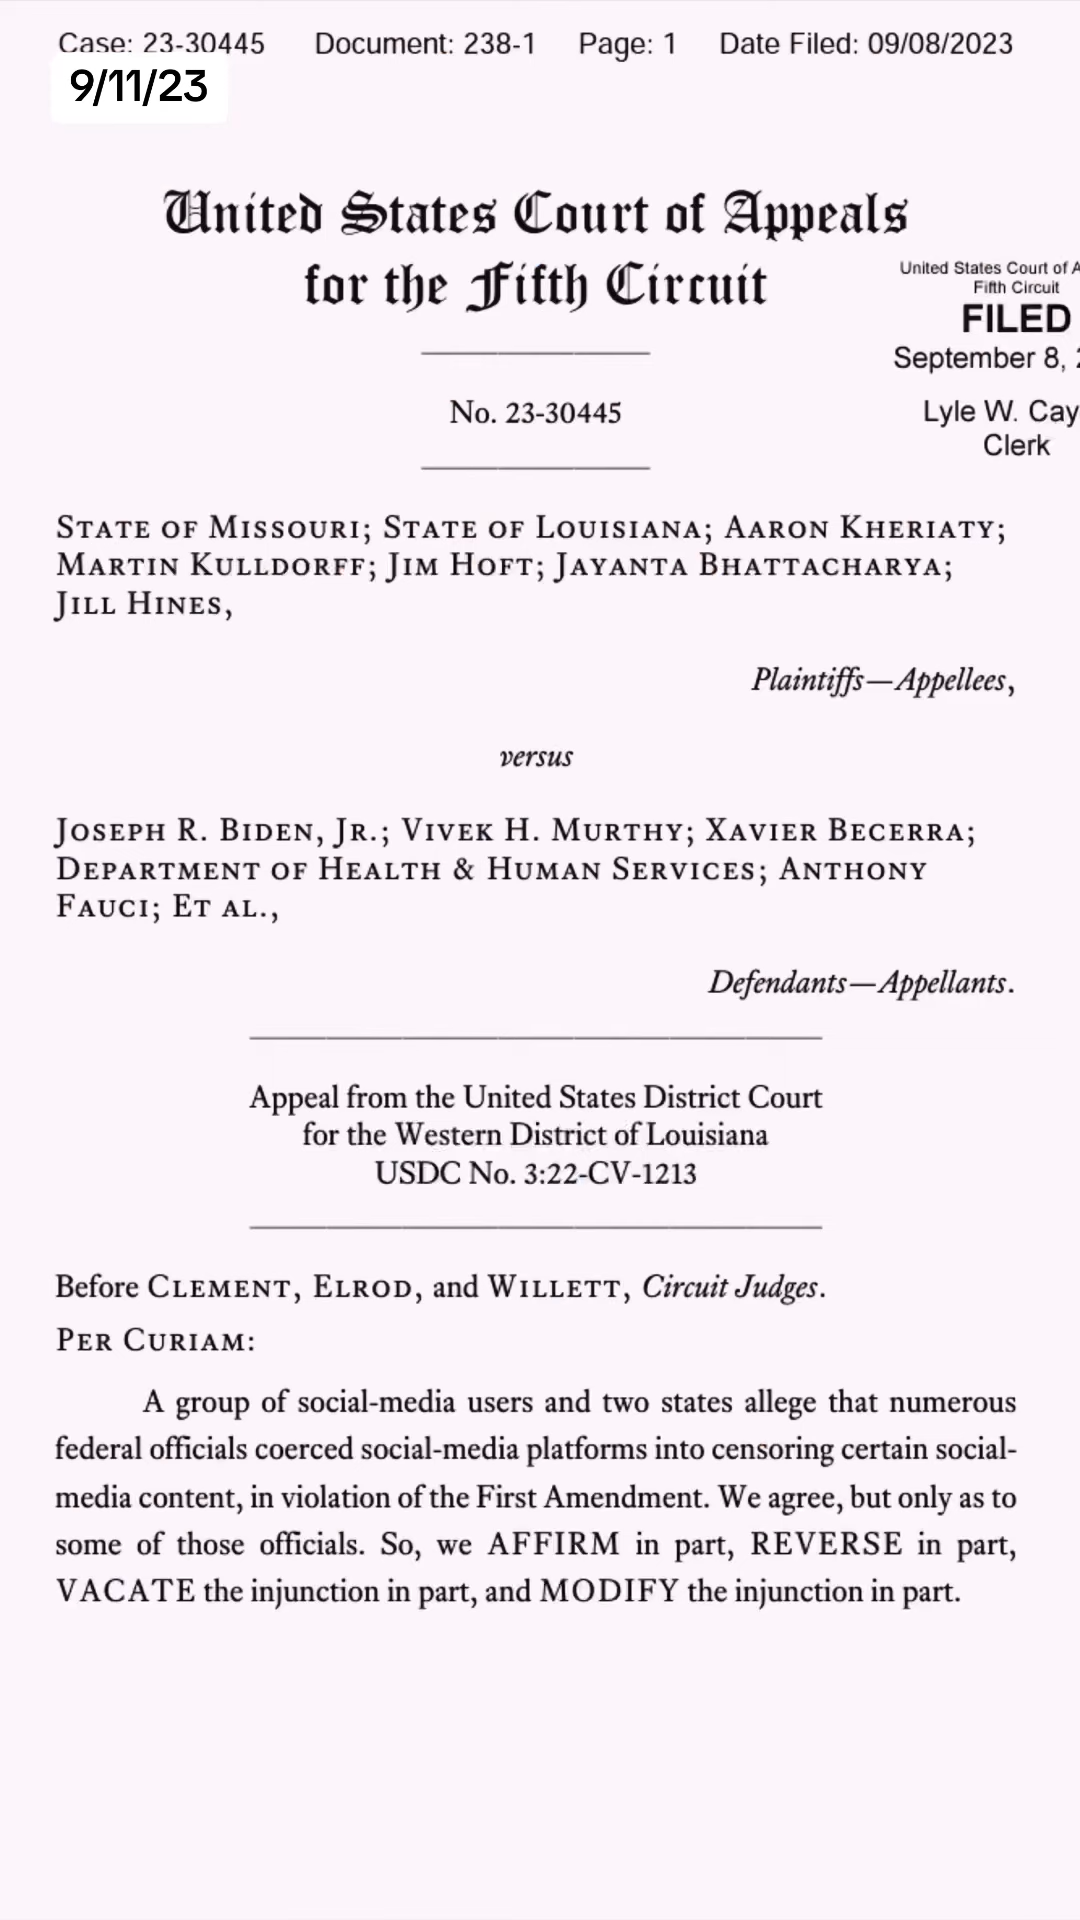 Case: 23-30445 Document: 238-1 Page: 1 Date Filed: 09/08/2023
9/11/23
United States Court of Appeals
for the Fifth Circuit
United States Court of
Fifth Circuit
FILED
September 8,
Lyle W.
Clerk
No. 23-30445
State of Missouri; State of Louisiana; Aaron Kheriaty;
Martin Kulldorff; Jim Hoft; Jayanta Bhattacharya;
Jill Hines,
Plaintiffs—Appellees,
versus
Joseph R. Biden, Jr.; Vivek H. Murthy; Xavier Becerra;
Department of Health & Human Services; Anthony
Fauci; Et al.,
Defendants—Appellants.
Appeal from the United States District Court
for the Western District of Louisiana
USDC No. 3:22-CV-1213
Before Clement, Elrod, and Willett, Circuit Judges.
Per Curiam:
A group of social-media users and two states allege that numerous
federal officials coerced social-media platforms into censoring certain social-
media content, in violation of the First Amendment. We agree, but only as to
some of those officials. So, we AFFIRM in part, REVERSE in part,
VACATE the injunction in part, and MODIFY the injunction in part.